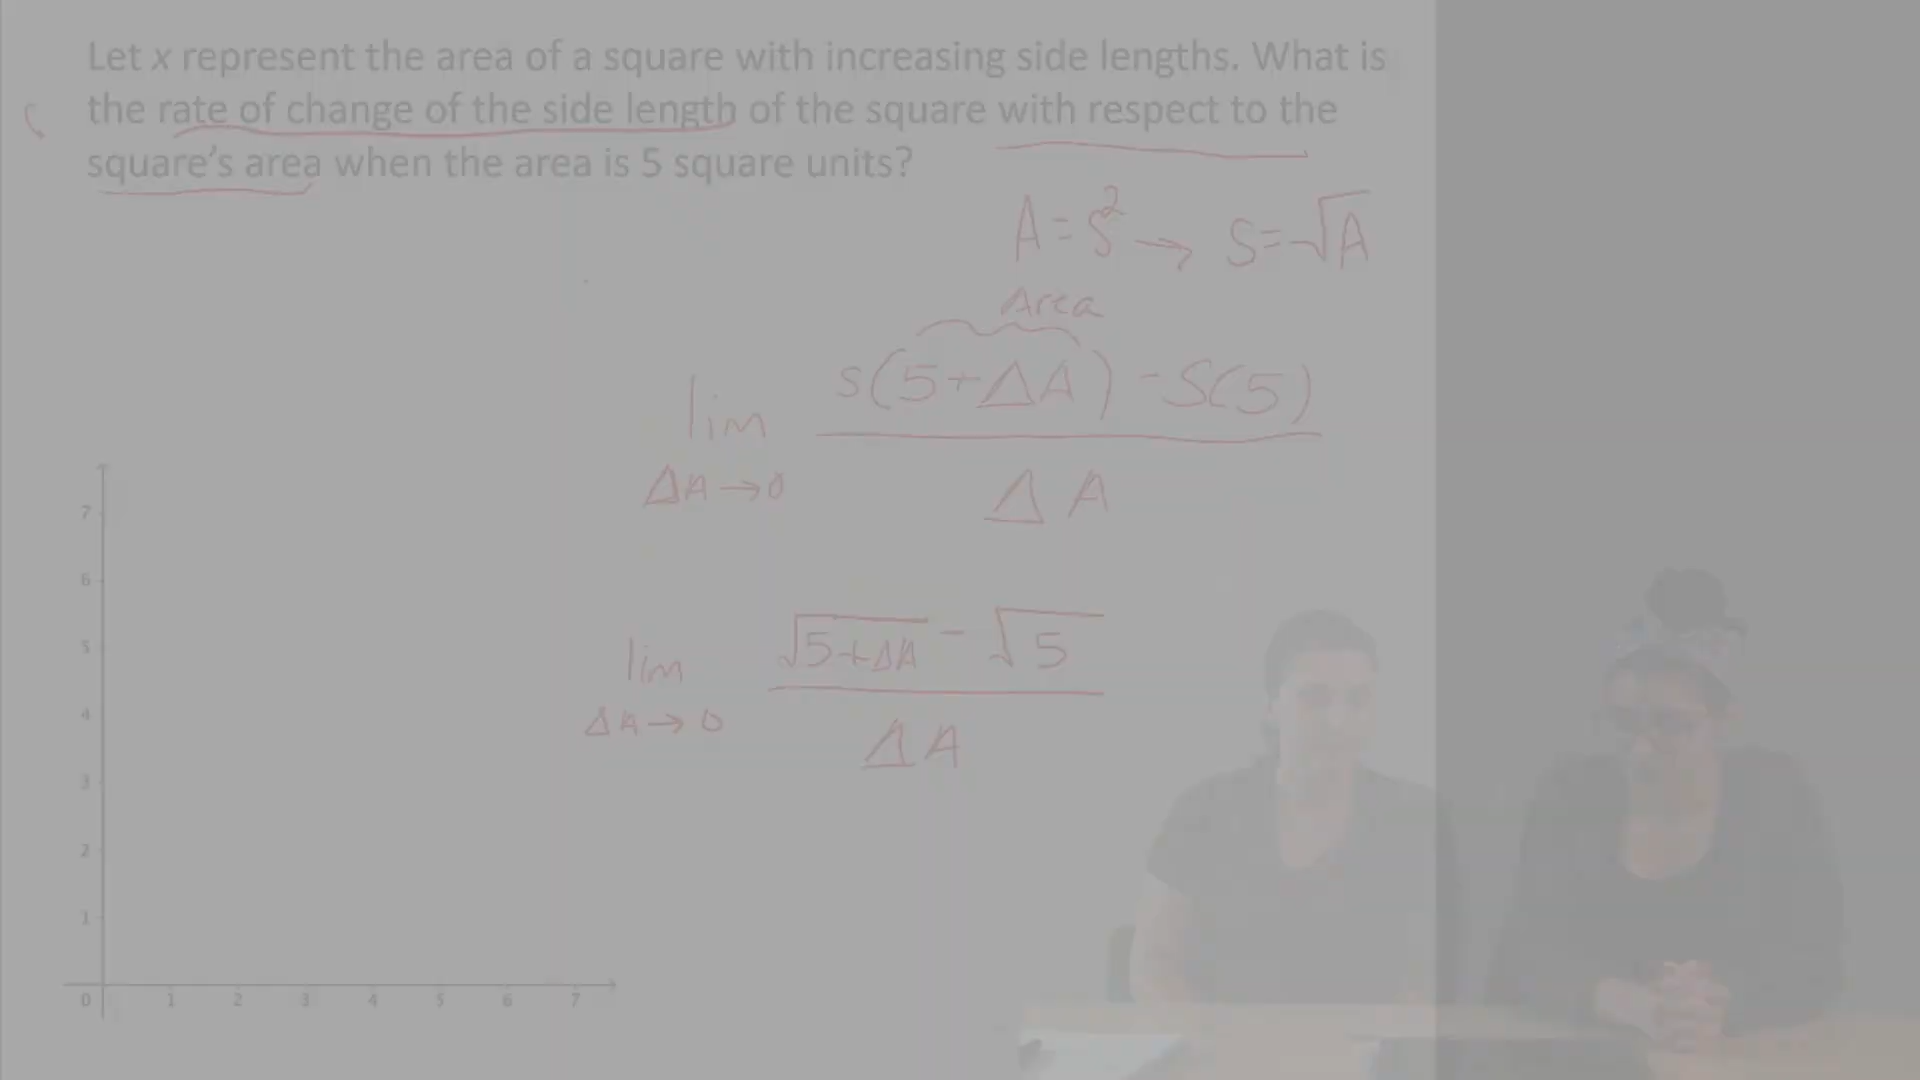 Let x represent the area of a square with increasing side lengths. What is
the rate of change of the side length of the square with respect to the
square's area when the area is 5 square units?
A = s² → S = √A
Area
lim s(5+ΔA) - S(5)
ΔA→0 ΔA
lim √5+ΔA - √5
ΔA→0 ΔA
7
6
5
4
3
2
1
0 1 2 3 4 5 6 7